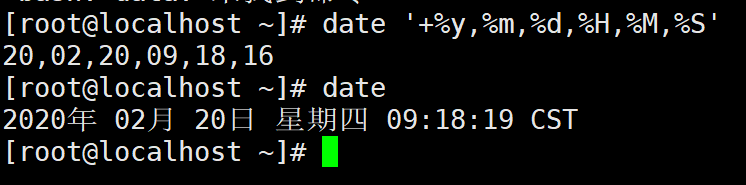 [root@localhost ~]# date '+%y,%m,%d,%H,%M,%S'
20,02,20,09,18,16
[root@localhost ~]# date
2020年 02月 20日 星期四 09:18:19 CST
[root@localhost ~]#